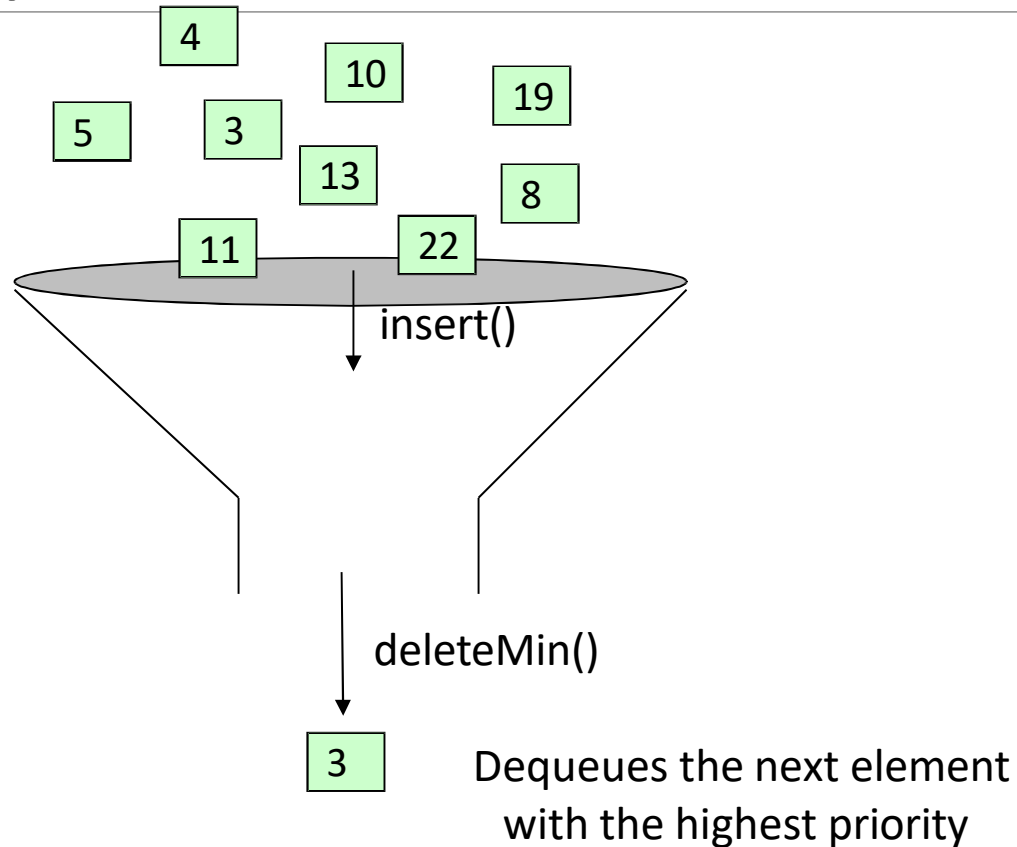 4
10
19
5
3
13
8
11
22
insert()
deleteMin()
3
Dequeues the next element
with the highest priority